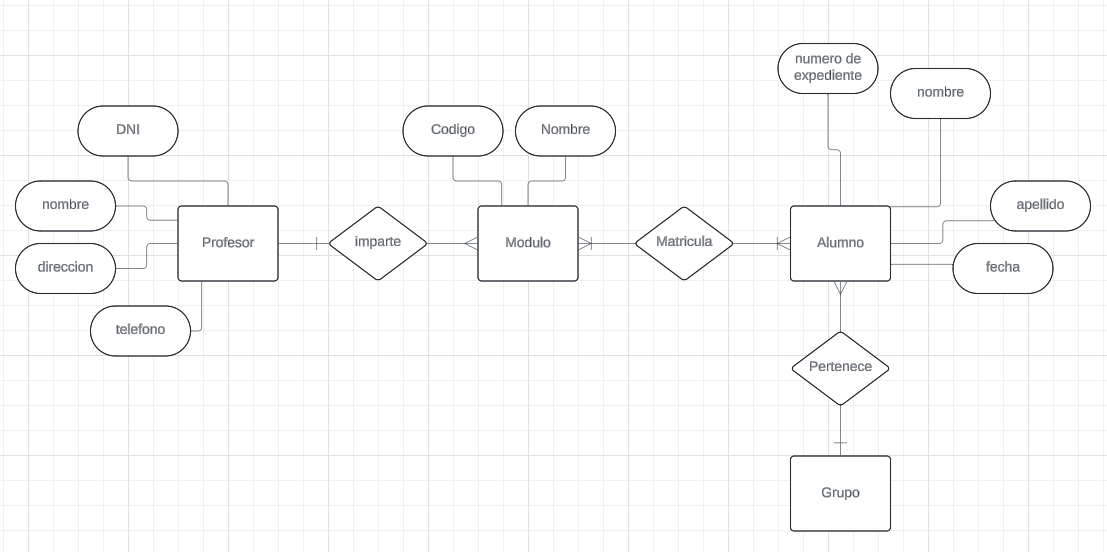 numero de
expediente
nombre
DNI
Codigo
Nombre
nombre
apellido
Profesor
imparte
Modulo
Matricula
Alumno
direccion
fecha
telefono
Pertenece
Grupo